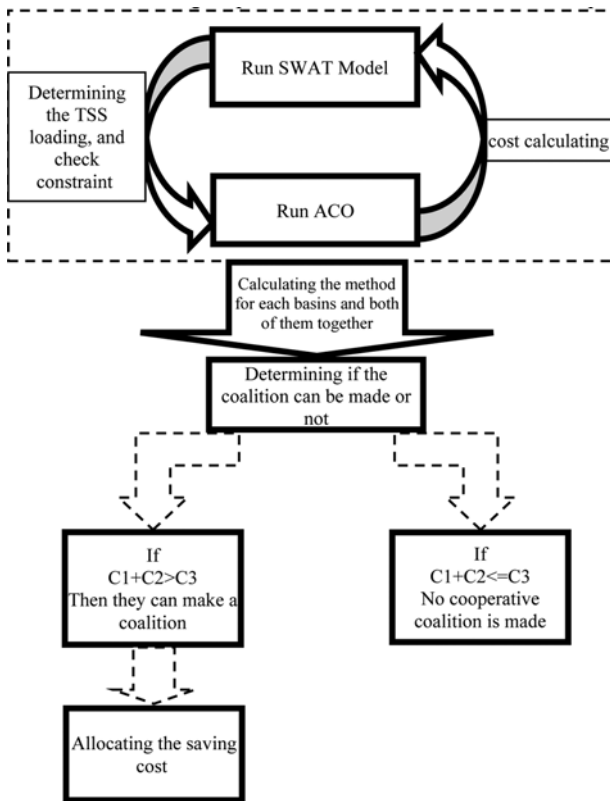 Run SWAT Model
Determining
the TSS
loading, and
check
constraint
cost calculating
Run ACO
Calculating the method
for each basins and both
of them together
Determining if the
coalition can be made or
not
If
C1+C2>C3
Then they can make a
coalition
If
C1+C2<=C3
No cooperative
coalition is made
Allocating the saving
cost